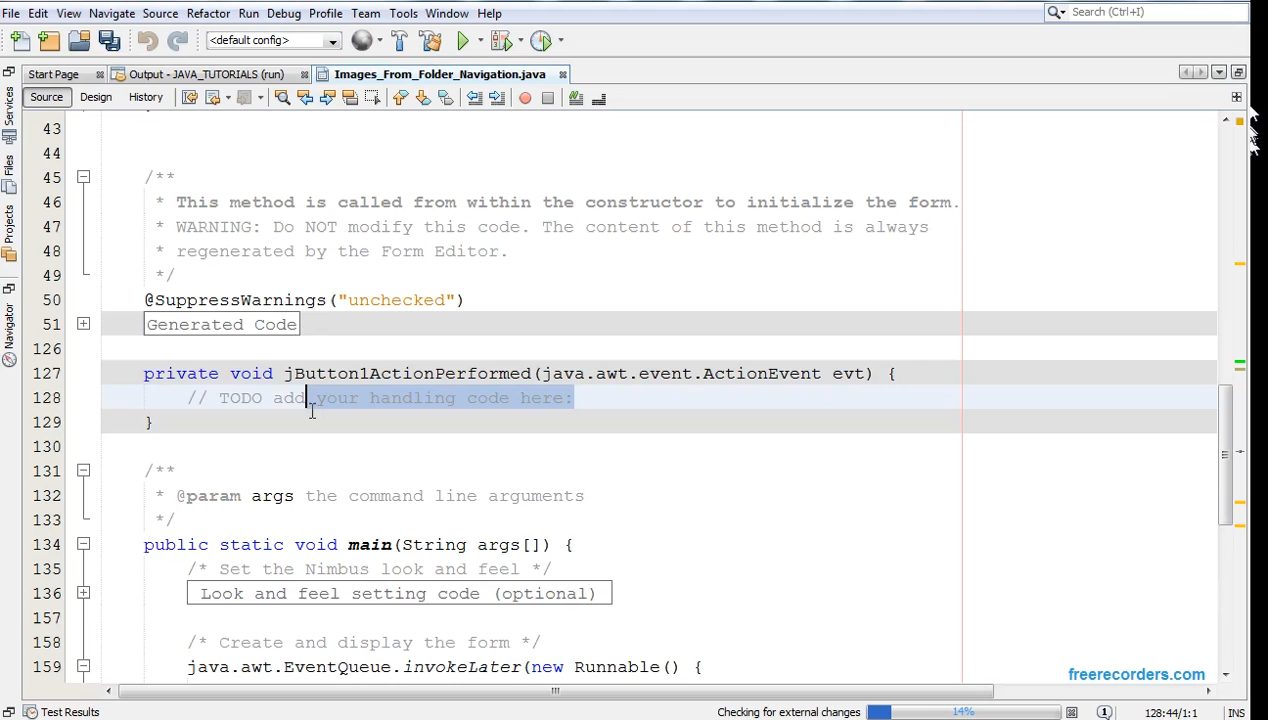 File Edit View Navigate Source Refactor Run Debug Profile Team Tools Window Help
Search (Ctrl+I)
<default config>
Start Page Output - JAVA_TUTORIALS (run) Images_From_Folder_Navigation.java
Source Design History
Services
Files
Projects
Navigator
43
44
45 /**
46 * This method is called from within the constructor to initialize the form.
47 * WARNING: Do NOT modify this code. The content of this method is always
48 * regenerated by the Form Editor.
49 */
50 @SuppressWarnings("unchecked")
51 Generated Code
126
127 private void jButton1ActionPerformed(java.awt.event.ActionEvent evt) {
128 // TODO add your handling code here:
129 }
130
131 /**
132 * @param args the command line arguments
133 */
134 public static void main(String args[]) {
135 /* Set the Nimbus look and feel */
136 Look and feel setting code (optional)
157
158 /* Create and display the form */
159 java.awt.EventQueue.invokeLater(new Runnable() {
freerecorders.com
Test Results Checking for external changes 14% 1 128:44/1:1 INS